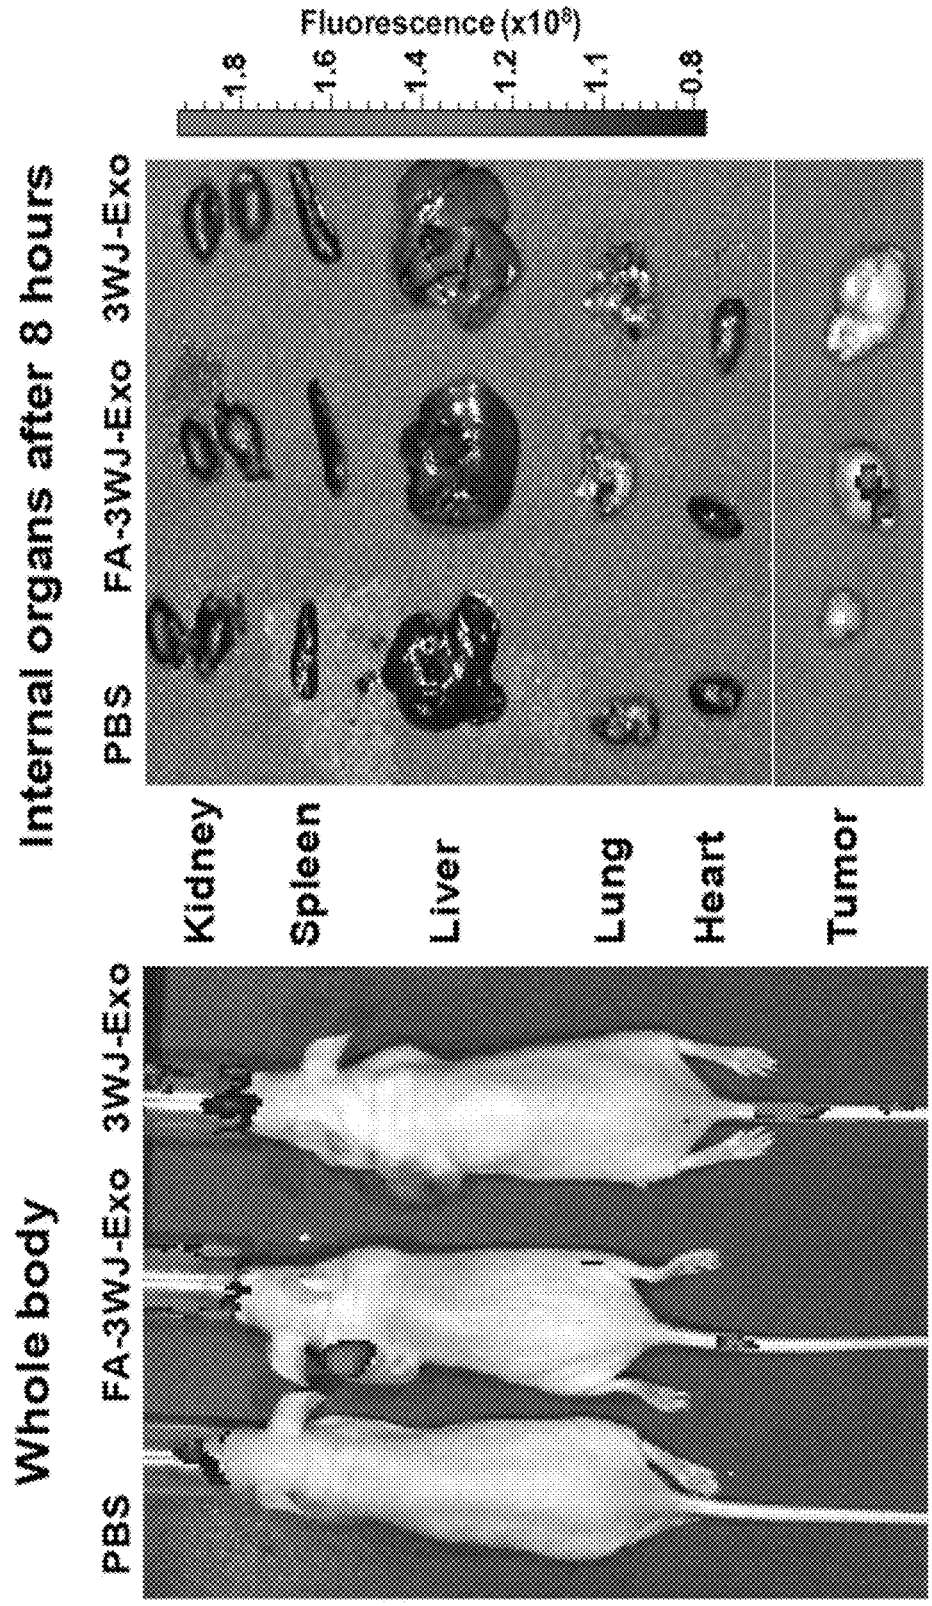 Whole body
PBS FA-3WJ-Exo 3WJ-Exo
Internal organs after 8 hours
PBS FA-3WJ-Exo 3WJ-Exo
Kidney
Spleen
Liver
Lung
Heart
Tumor
1.8
1.6
1.4
1.2
1.1
0.8
Fluorescence (x10⁸)